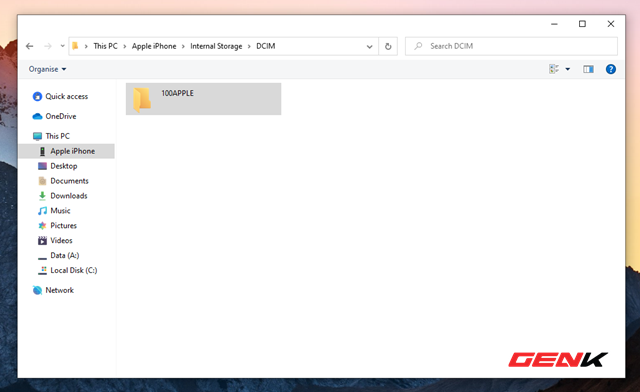 This PC > Apple iPhone > Internal Storage > DCIM
Search DCIM
Organise
Quick access
OneDrive
This PC
Apple iPhone
Desktop
Documents
Downloads
Music
Pictures
Videos
Data (A:)
Local Disk (C:)
Network
100APPLE
GENK